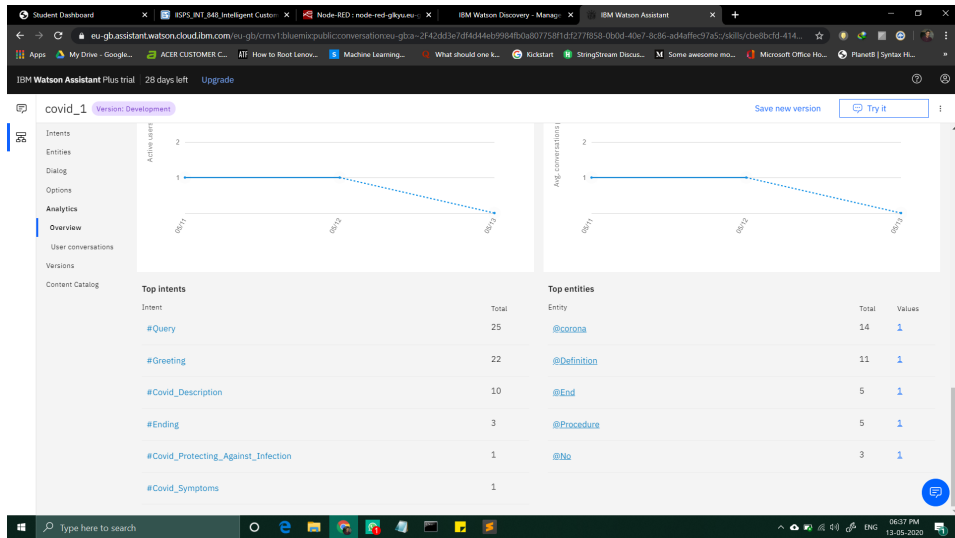 Student Dashboard
IISPS_INT_848_Intelligent Custom
Node-RED : node-red-glkyu.eu-g
IBM Watson Discovery - Manage
IBM Watson Assistant
eu-gb.assistant.watson.cloud.ibm.com/eu-gb/crn:v1:bluemix:public:conversation:eu-gb:a~2F42dd3e7df4d44eb9984fb0a807758f1d:f277f858-0b0d-40e7-8c86-ad4affec97a5::/skills/cbe8bcfd-414...
Apps
My Drive - Google...
ACER CUSTOMER C...
How to Root Lenov...
Machine Learning...
What should one k...
Kickstart
StringStream Discus...
Some awesome mo...
Microsoft Office Ho...
PlanetB | Syntax Hi...
»
IBM Watson Assistant Plus trial
28 days left
Upgrade
covid_1
Version: Development
Save new version
Try it
Intents
Entities
Dialog
Options
Analytics
Overview
User conversations
Versions
Content Catalog
Active users
2
1
05/11
05/12
05/13
Avg. conversations
2
1
05/11
05/12
05/13
Top intents
Intent Total
#Query 25
#Greeting 22
#Covid_Description 10
#Ending 3
#Covid_Protecting_Against_Infection 1
#Covid_Symptoms 1
Top entities
Entity Total Values
@corona 14 1
@Definition 11 1
@End 5 1
@Procedure 5 1
@No 3 1
Type here to search
ENG
06:37 PM
13-05-2020